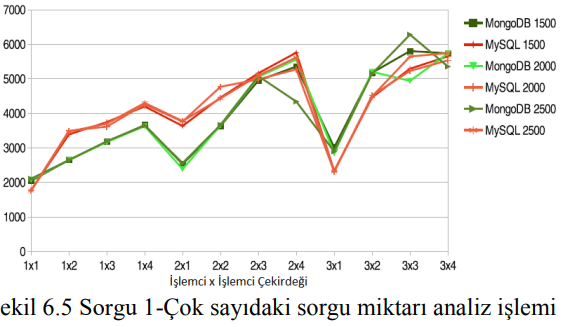 7000
6000
5000
4000
3000
2000
1000
0
1x1 1x2 1x3 1x4 2x1 2x2 2x3 2x4 3x1 3x2 3x3 3x4
İşlemci x İşlemci Çekirdeği
MongoDB 1500
MySQL 1500
MongoDB 2000
MySQL 2000
MongoDB 2500
MySQL 2500
ekil 6.5 Sorgu 1-Çok sayıdaki sorgu miktarı analiz işlemi